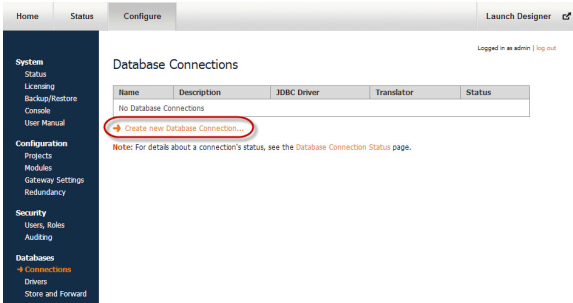 Home Status Configure Launch Designer
Logged in as admin | log out
System
Status
Licensing
Backup/Restore
Console
User Manual
Configuration
Projects
Modules
Gateway Settings
Redundancy
Security
Users, Roles
Auditing
Databases
Connections
Drivers
Store and Forward
Database Connections
Name Description JDBC Driver Translator Status
No Database Connections
Create new Database Connection...
Note: For details about a connection's status, see the Database Connection Status page.